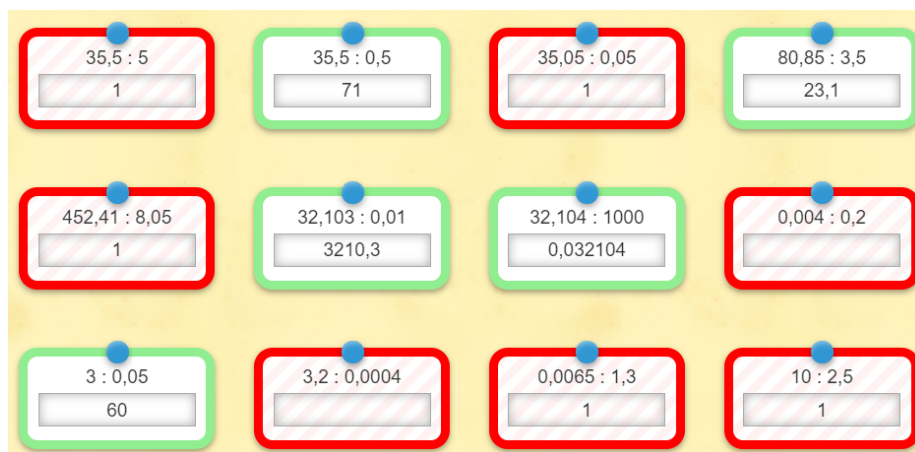 35,5 : 5
1
35,5 : 0,5
71
35,05 : 0,05
1
80,85 : 3,5
23,1
452,41 : 8,05
1
32,103 : 0,01
3210,3
32,104 : 1000
0,032104
0,004 : 0,2
3 : 0,05
60
3,2 : 0,0004
0,0065 : 1,3
1
10 : 2,5
1